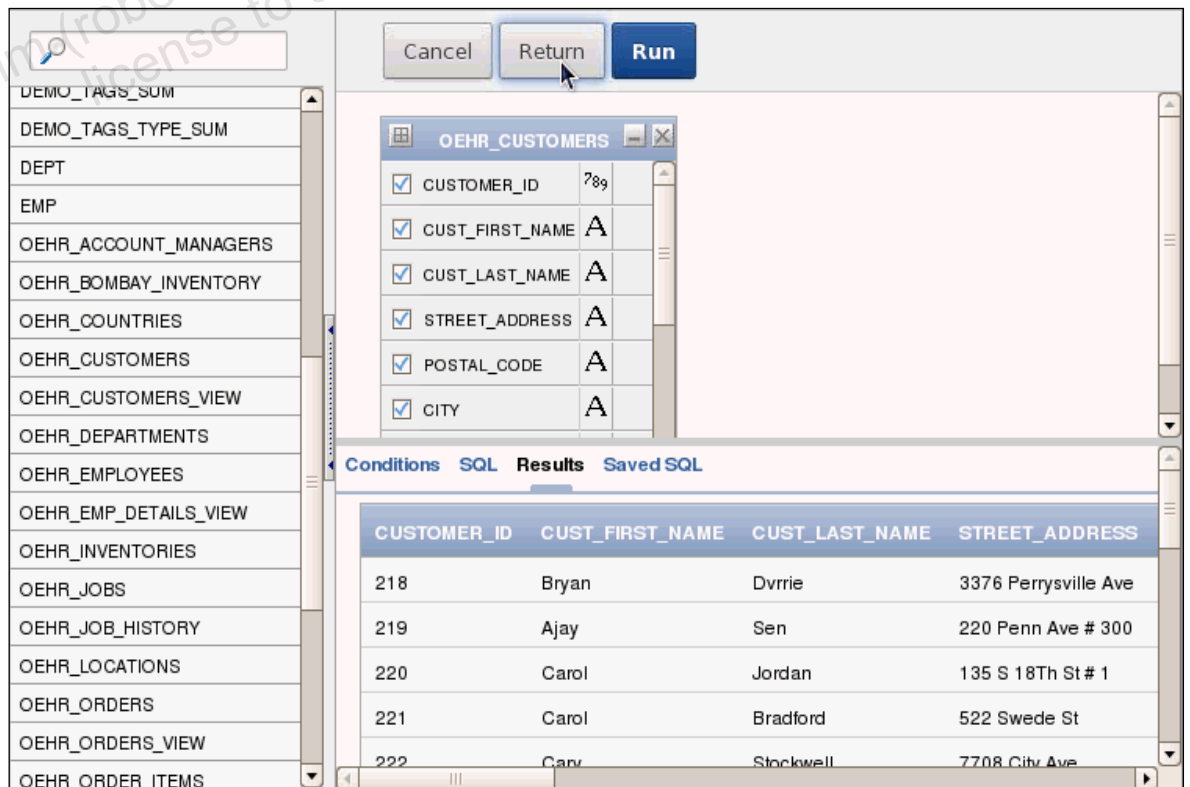 license to
Cancel Return Run
DEMO_TAGS_SUM
DEMO_TAGS_TYPE_SUM
DEPT
EMP
OEHR_ACCOUNT_MANAGERS
OEHR_BOMBAY_INVENTORY
OEHR_COUNTRIES
OEHR_CUSTOMERS
OEHR_CUSTOMERS_VIEW
OEHR_DEPARTMENTS
OEHR_EMPLOYEES
OEHR_EMP_DETAILS_VIEW
OEHR_INVENTORIES
OEHR_JOBS
OEHR_JOB_HISTORY
OEHR_LOCATIONS
OEHR_ORDERS
OEHR_ORDERS_VIEW
OEHR_ORDER_ITEMS
OEHR_CUSTOMERS
CUSTOMER_ID 789
CUST_FIRST_NAME A
CUST_LAST_NAME A
STREET_ADDRESS A
POSTAL_CODE A
CITY A
Conditions SQL Results Saved SQL
CUSTOMER_ID CUST_FIRST_NAME CUST_LAST_NAME STREET_ADDRESS
218 Bryan Dvrrie 3376 Perrysville Ave
219 Ajay Sen 220 Penn Ave # 300
220 Carol Jordan 135 S 18Th St # 1
221 Carol Bradford 522 Swede St
222 Cary Stockwell 7708 City Ave